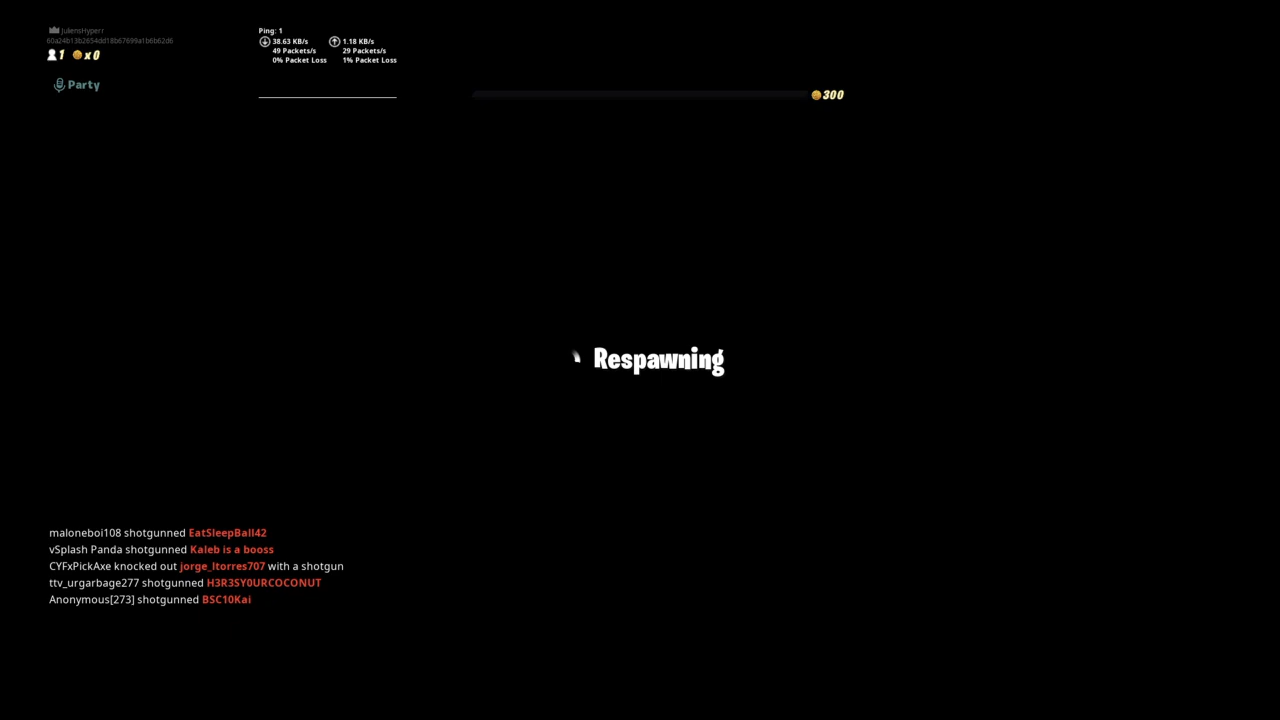 JuliensHyperr
60a24b13b2654dd18b67699a1b6b62d6
1 x0
Party
Ping: 1
38.63 KB/s 1.18 KB/s
49 Packets/s 29 Packets/s
0% Packet Loss 1% Packet Loss
300
Respawning
maloneboi108 shotgunned EatSleepBall42
vSplash Panda shotgunned Kaleb is a booss
CYFxPickAxe knocked out jorge_ltorres707 with a shotgun
ttv_urgarbage277 shotgunned H3R3SY0URCOCONUT
Anonymous[273] shotgunned BSC10Kai